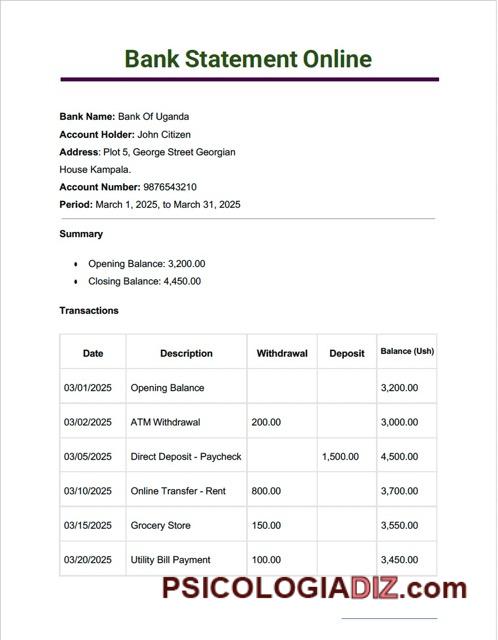 Bank Statement Online
Bank Name: Bank Of Uganda
Account Holder: John Citizen
Address: Plot 5, George Street Georgian
House Kampala.
Account Number: 9876543210
Period: March 1, 2025, to March 31, 2025
Summary
Opening Balance: 3,200.00
Closing Balance: 4,450.00
Transactions
Date Description Withdrawal Deposit Balance (Ush)
03/01/2025 Opening Balance 3,200.00
03/02/2025 ATM Withdrawal 200.00 3,000.00
03/05/2025 Direct Deposit - Paycheck 1,500.00 4,500.00
03/10/2025 Online Transfer - Rent 800.00 3,700.00
03/15/2025 Grocery Store 150.00 3,550.00
03/20/2025 Utility Bill Payment 100.00 3,450.00
PSICOLOGIADIZ.com